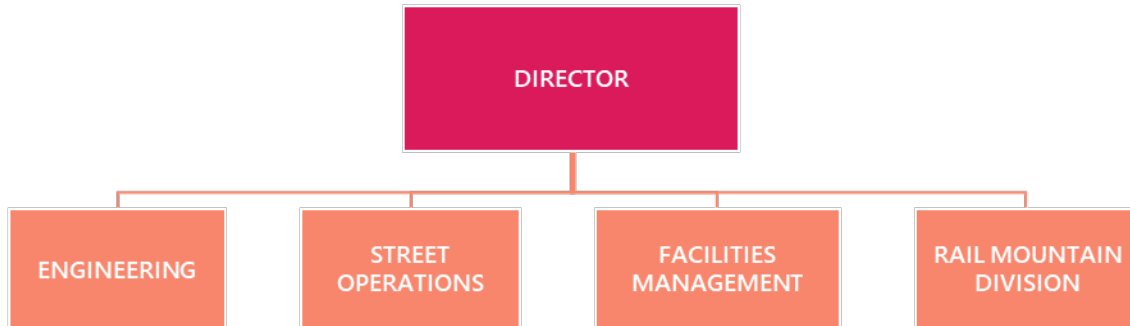 DIRECTOR
ENGINEERING
STREET
OPERATIONS
FACILITIES
MANAGEMENT
RAIL MOUNTAIN
DIVISION